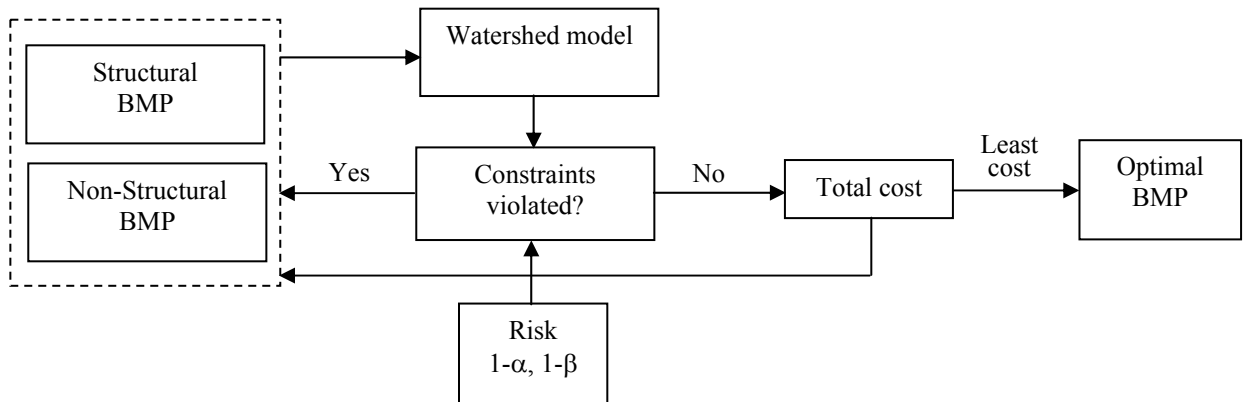 Structural
BMP
Non-Structural
BMP
Watershed model
Yes
Constraints
violated?
No
Total cost
Least
cost
Optimal
BMP
Risk
1-α, 1-β